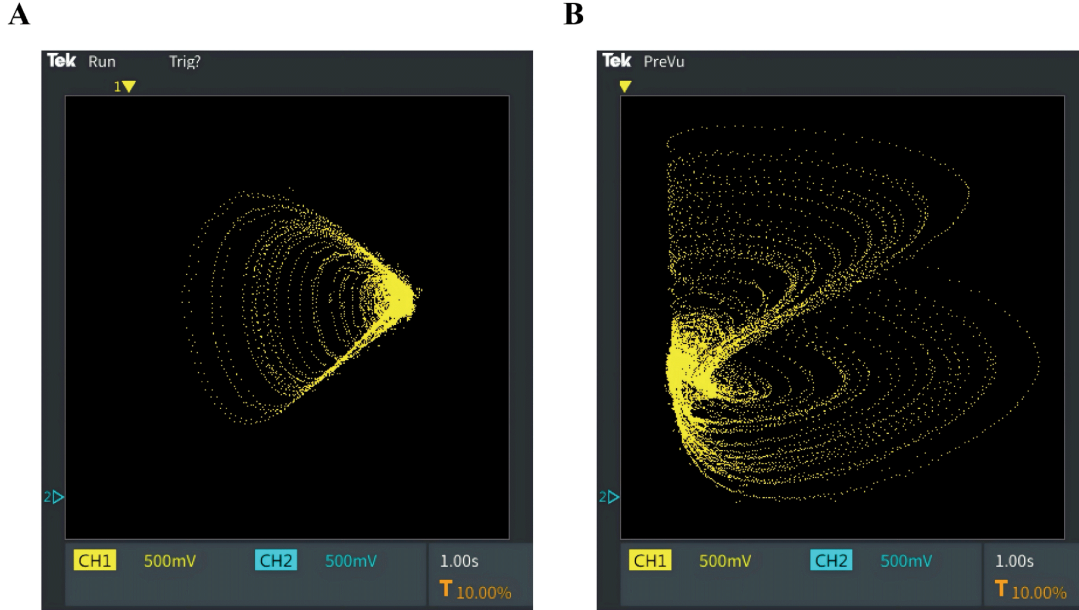 A
Tek Run Trig?
1
2
CH1 500mV CH2 500mV 1.00s
T 10.00%
B
Tek PreVu
2
CH1 500mV CH2 500mV 1.00s
T 10.00%